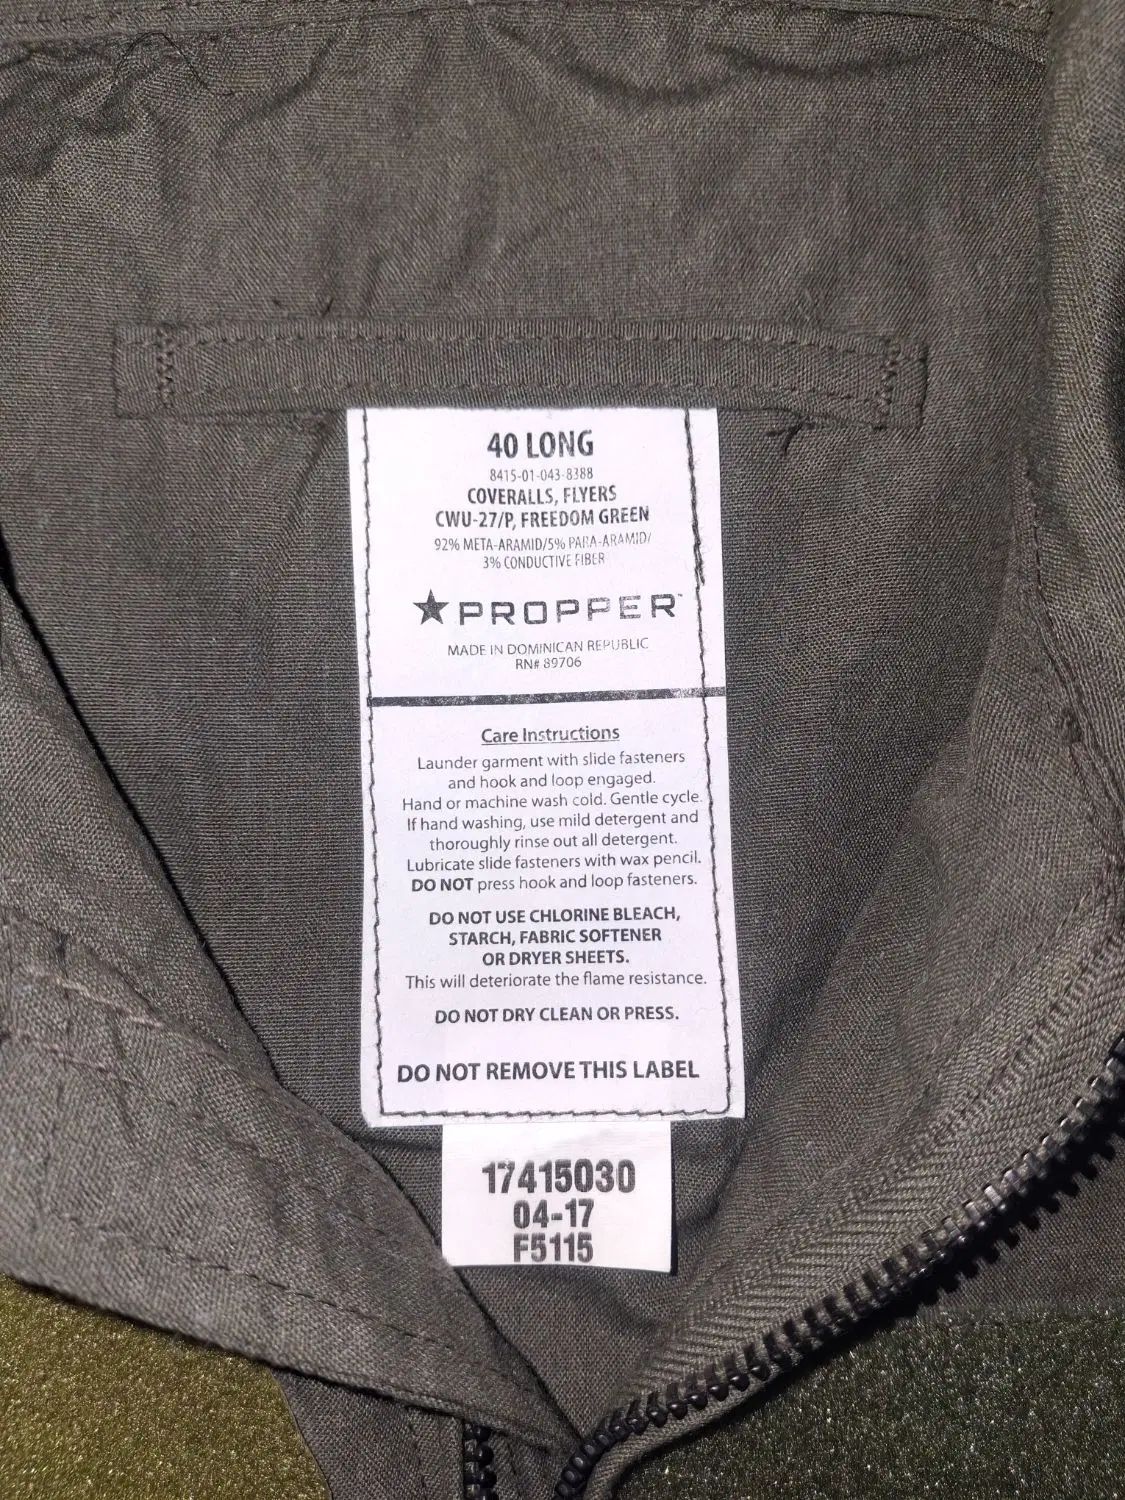 40 LONG
8415-01-043-8388
COVERALLS, FLYERS
CWU-27/P, FREEDOM GREEN
92% META-ARAMID/5% PARA-ARAMID/
3% CONDUCTIVE FIBER
★PROPPER™
MADE IN DOMINICAN REPUBLIC
RN# 89706
Care Instructions
Launder garment with slide fasteners
and hook and loop engaged.
Hand or machine wash cold. Gentle cycle.
If hand washing, use mild detergent and
thoroughly rinse out all detergent.
Lubricate slide fasteners with wax pencil.
DO NOT press hook and loop fasteners.
DO NOT USE CHLORINE BLEACH,
STARCH, FABRIC SOFTENER
OR DRYER SHEETS.
This will deteriorate the flame resistance.
DO NOT DRY CLEAN OR PRESS.
DO NOT REMOVE THIS LABEL
17415030
04-17
F5115